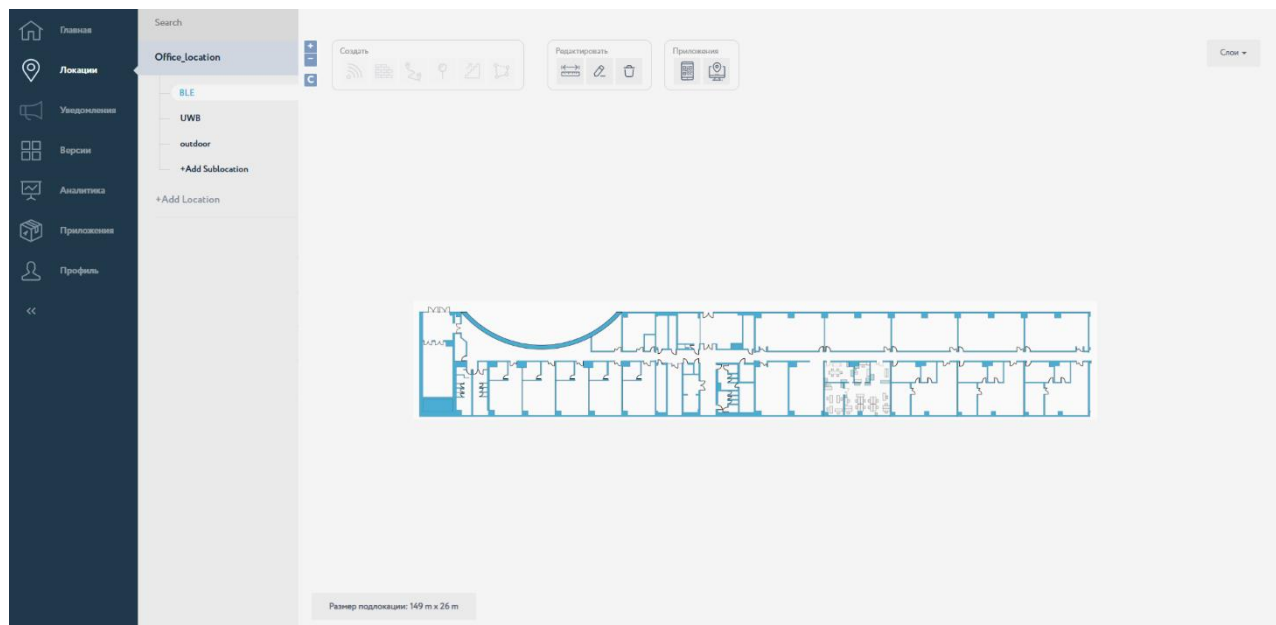 Главная
Локации
Уведомления
Версии
Аналитика
Приложения
Профиль
<<
Search
Office_location
BLE
UWB
outdoor
+Add Sublocation
+Add Location
+
−
C
Создать
Редактировать
Приложения
Слои
Размер подлокации: 149 m x 26 m